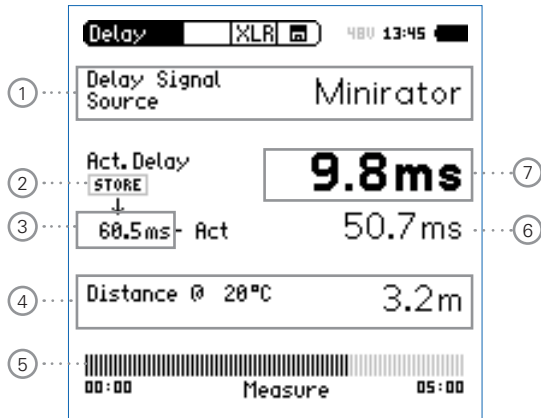 Delay XLR 48V 13:45
1 Delay Signal
Source Minirator
Act. Delay 9.8ms 7
2 STORE
3 60.5ms - Act 50.7ms 6
4 Distance @ 20°C 3.2m
5
00:00 Measure 05:00